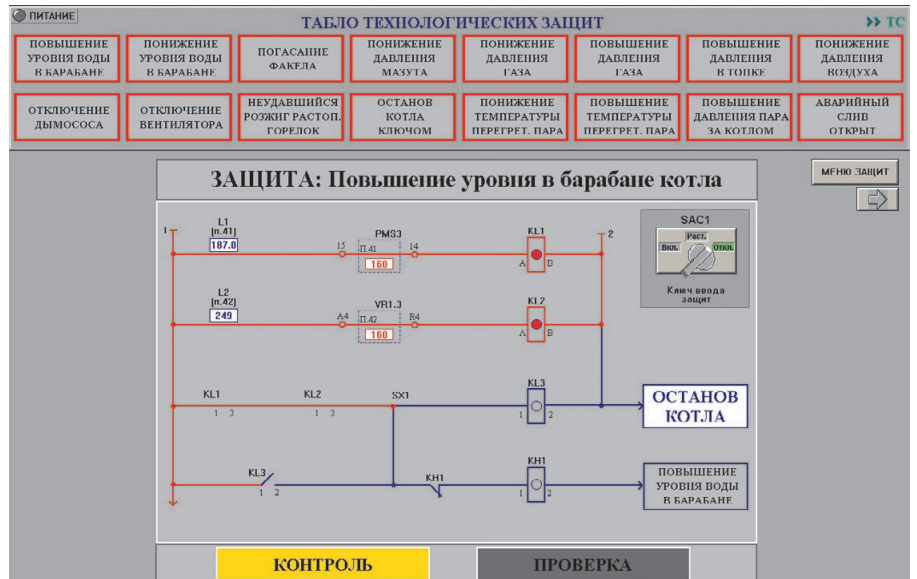 ПИТАНИЕ
ТАБЛО ТЕХНОЛОГИЧЕСКИХ ЗАЩИТ
>> ТС
ПОВЫШЕНИЕ
УРОВНЯ ВОДЫ
В БАРАБАНЕ
ПОНИЖЕНИЕ
УРОВНЯ ВОДЫ
В БАРАБАНЕ
ПОГАСАНИЕ
ФАКЕЛА
ПОНИЖЕНИЕ
ДАВЛЕНИЯ
МАЗУТА
ПОНИЖЕНИЕ
ДАВЛЕНИЯ
ГАЗА
ПОВЫШЕНИЕ
ДАВЛЕНИЯ
ГАЗА
ПОВЫШЕНИЕ
ДАВЛЕНИЯ
В ТОПКЕ
ПОНИЖЕНИЕ
ДАВЛЕНИЯ
ВОЗДУХА
ОТКЛЮЧЕНИЕ
ДЫМОСОСА
ОТКЛЮЧЕНИЕ
ВЕНТИЛЯТОРА
НЕУДАВШИЙСЯ
РОЗЖИГ РАСТОП.
ГОРЕЛОК
ОСТАНОВ
КОТЛА
КЛЮЧОМ
ПОНИЖЕНИЕ
ТЕМПЕРАТУРЫ
ПЕРЕГРЕТ. ПАРА
ПОВЫШЕНИЕ
ТЕМПЕРАТУРЫ
ПЕРЕГРЕТ. ПАРА
ПОВЫШЕНИЕ
ДАВЛЕНИЯ ПАРА
ЗА КОТЛОМ
АВАРИЙНЫЙ
СЛИВ
ОТКРЫТ
ЗАЩИТА: Повышение уровня в барабане котла
МЕНЮ ЗАЩИТ
1
L1
(п.41)
187.0
15
PMS3
П.41
160
14
KL1
A
B
2
SAC1
Вкл.
Раст.
Откл.
Ключ ввода
защит
L2
(п.42)
249
A4
VR1.3
П.42
160
R4
KL2
A
B
KL1
1 2
KL2
1 2
SX1
KL3
1
2
ОСТАНОВ
КОТЛА
KL3
1 2
KH1
KH1
1
2
ПОВЫШЕНИЕ
УРОВНЯ ВОДЫ
В БАРАБАНЕ
КОНТРОЛЬ
ПРОВЕРКА